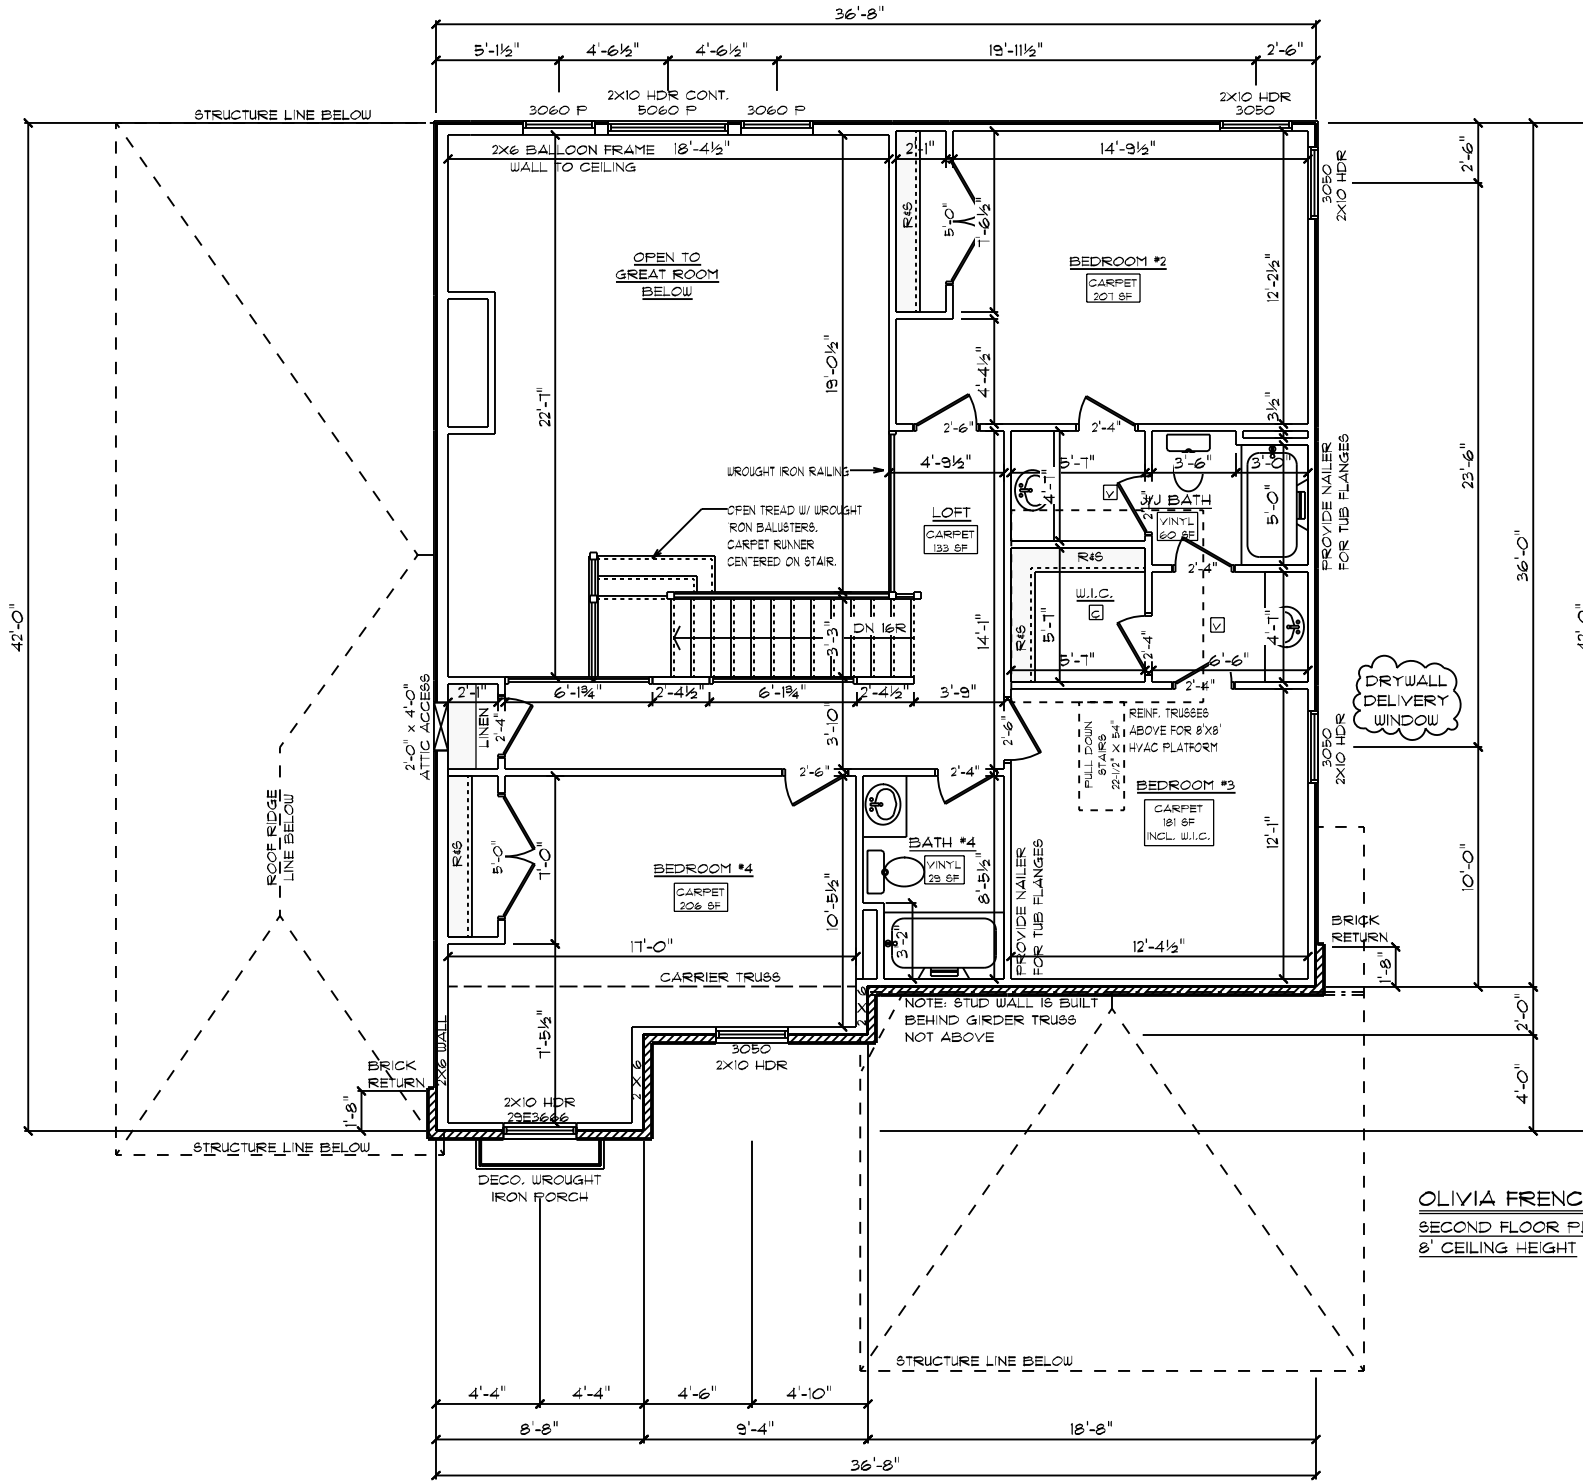 36'-8"
5'-1½" 4'-6½" 4'-6½" 19'-11½" 2'-6"
2X10 HDR CONT.
3060 P 5060 P 3060 P
2X10 HDR
3050
STRUCTURE LINE BELOW
2X6 BALLOON FRAME
WALL TO CEILING
18'-4½"
2'-1"
14'-9½"
2'-6"
3050
2X10 HDR
R&S
5'-0"
7'-6½"
OPEN TO
GREAT ROOM
BELOW
BEDROOM #2
CARPET
207 SF
12'-2½"
22'-7"
19'-0½"
4'-4½"
3½"
2'-6"
2'-4"
WROUGHT IRON RAILING
4'-9½"
5'-7"
3'-6"
3'-0"
4'-7"
V
J/J BATH
VINYL
60 SF
5'-0"
PROVIDE NAILER
FOR TUB FLANGES
23'-6"
36'-0"
42'-0"
OPEN TREAD W/ WROUGHT
IRON BALUSTERS.
CARPET RUNNER
CENTERED ON STAIR.
LOFT
CARPET
133 SF
R&S
2'-4"
W.I.C.
C
R&S
5'-7"
2'-4"
V
4'-7"
DN 16R
3'-3"
14'-1"
5'-7"
6'-6"
2'-4"
42'-0"
2'-0" X 4'-0"
ATTIC ACCESS
2'-1"
6'-1¾"
2'-4½"
6'-1¾"
2'-4½"
3'-9"
LINEN
2'-4"
3'-10"
2'-6"
REINF. TRUSSES
ABOVE FOR 8'X8'
HVAC PLATFORM
PULL DOWN
STAIRS
22-1/2" X 54"
3050
2X10 HDR
DRYWALL
DELIVERY
WINDOW
2'-6"
2'-4"
BEDROOM #3
CARPET
181 SF
INCL. W.I.C.
12'-1"
ROOF RIDGE
LINE BELOW
R&S
5'-0"
7'-0"
BEDROOM #4
CARPET
206 SF
10'-5½"
BATH #4
VINYL
29 SF
8'-5½"
PROVIDE NAILER
FOR TUB FLANGES
10'-0"
3'-2"
17'-0"
12'-4½"
BRICK
RETURN
1'-8"
CARRIER TRUSS
2 X 6
NOTE: STUD WALL IS BUILT
BEHIND GIRDER TRUSS
NOT ABOVE
2'-0"
2X6 WALL
7'-5½"
3050
2X10 HDR
2 X 6
BRICK
RETURN
1'-8"
2X10 HDR
29E3666
4'-0"
STRUCTURE LINE BELOW
DECO. WROUGHT
IRON PORCH
OLIVIA FRENC
SECOND FLOOR
8' CEILING HEIGHT
STRUCTURE LINE BELOW
4'-4" 4'-4" 4'-6" 4'-10"
8'-8" 9'-4" 18'-8"
36'-8"